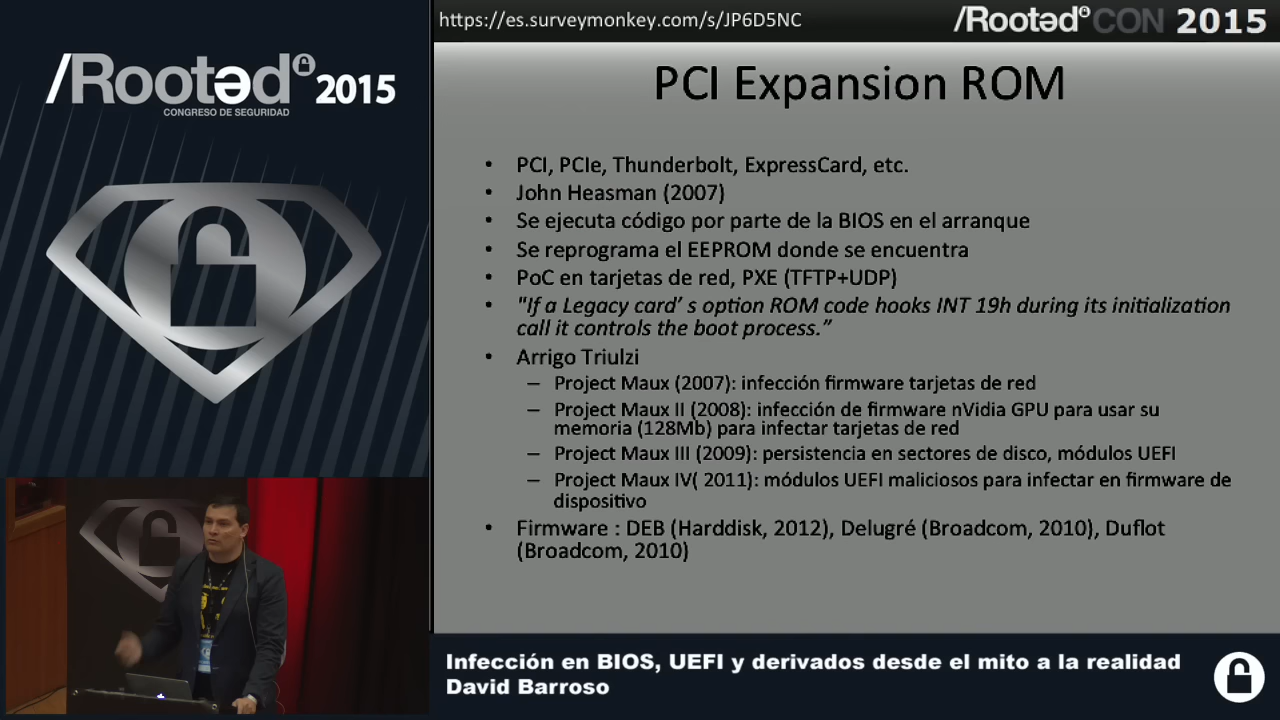 https://es.surveymonkey.com/s/JP6D5NC
/RootedCON 2015
/Rooted 2015
CONGRESO DE SEGURIDAD
PCI Expansion ROM
• PCI, PCIe, Thunderbolt, ExpressCard, etc.
• John Heasman (2007)
• Se ejecuta código por parte de la BIOS en el arranque
• Se reprograma el EEPROM donde se encuentra
• PoC en tarjetas de red, PXE (TFTP+UDP)
• "If a Legacy card’ s option ROM code hooks INT 19h during its initialization
call it controls the boot process.”
• Arrigo Triulzi
– Project Maux (2007): infección firmware tarjetas de red
– Project Maux II (2008): infección de firmware nVidia GPU para usar su
memoria (128Mb) para infectar tarjetas de red
– Project Maux III (2009): persistencia en sectores de disco, módulos UEFI
– Project Maux IV( 2011): módulos UEFI maliciosos para infectar en firmware de
dispositivo
• Firmware : DEB (Harddisk, 2012), Delugré (Broadcom, 2010), Duflot
(Broadcom, 2010)
Infección en BIOS, UEFI y derivados desde el mito a la realidad
David Barroso